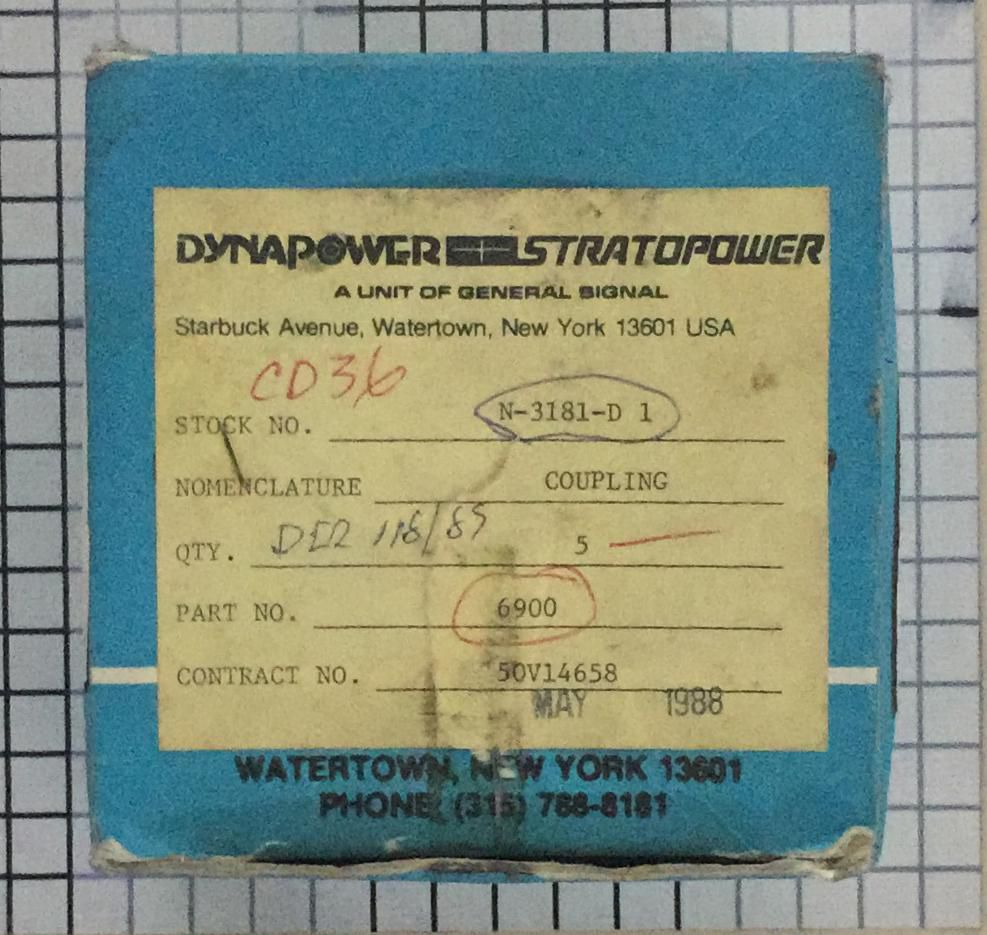 DYNAPOWER STRATOPOWER
A UNIT OF GENERAL SIGNAL
Starbuck Avenue, Watertown, New York 13601 USA
CD36
STOCK NO. N-3181-D 1
NOMENCLATURE COUPLING
QTY. 5
PART NO. 6900
CONTRACT NO. 50V14658
MAY 1988
WATERTOWN, NEW YORK 13601
PHONE: (315) 788-8181